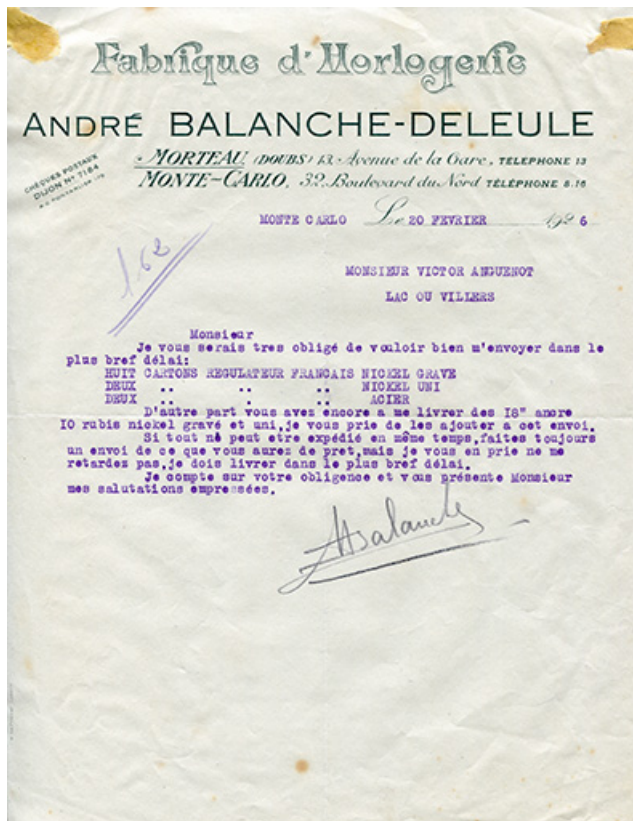 Fabrique d'Horlogerie
ANDRÉ BALANCHE-DELEULE
MORTEAU (DOUBS) 13, Avenue de la Gare, TELEPHONE 13
MONTE-CARLO, 32, Boulevard du Nord TÉLÉPHONE 8.16
CHÈQUES POSTAUX
DIJON Nº 7184
MONTE CARLO Le 20 FEVRIER 1926
162
MONSIEUR VICTOR ANGUENOT
LAC OU VILLERS
Monsieur
Je vous serais tres obligé de vouloir bien m'envoyer dans le
plus bref délai:
HUIT CARTONS REGULATEUR FRANCAIS NICKEL GRAVE
DEUX .. . .. NICKEL UNI
DEUX .. .. .. ACIER
D'autre part vous avez encore a me livrer des 18" ancre
IO rubis nickel gravé et uni,je vous prie de les ajouter a cet envoi.
Si tout né peut etre expédié en même temps,faites toujours
un envoi de ce que vous aurez de pret,mais je vous en prie ne me
retardez pas,je dois livrer dans le plus bref délai.
Je compte sur votre obligence et vous présente Monsieur
mes salutations empressées.
ABalanche